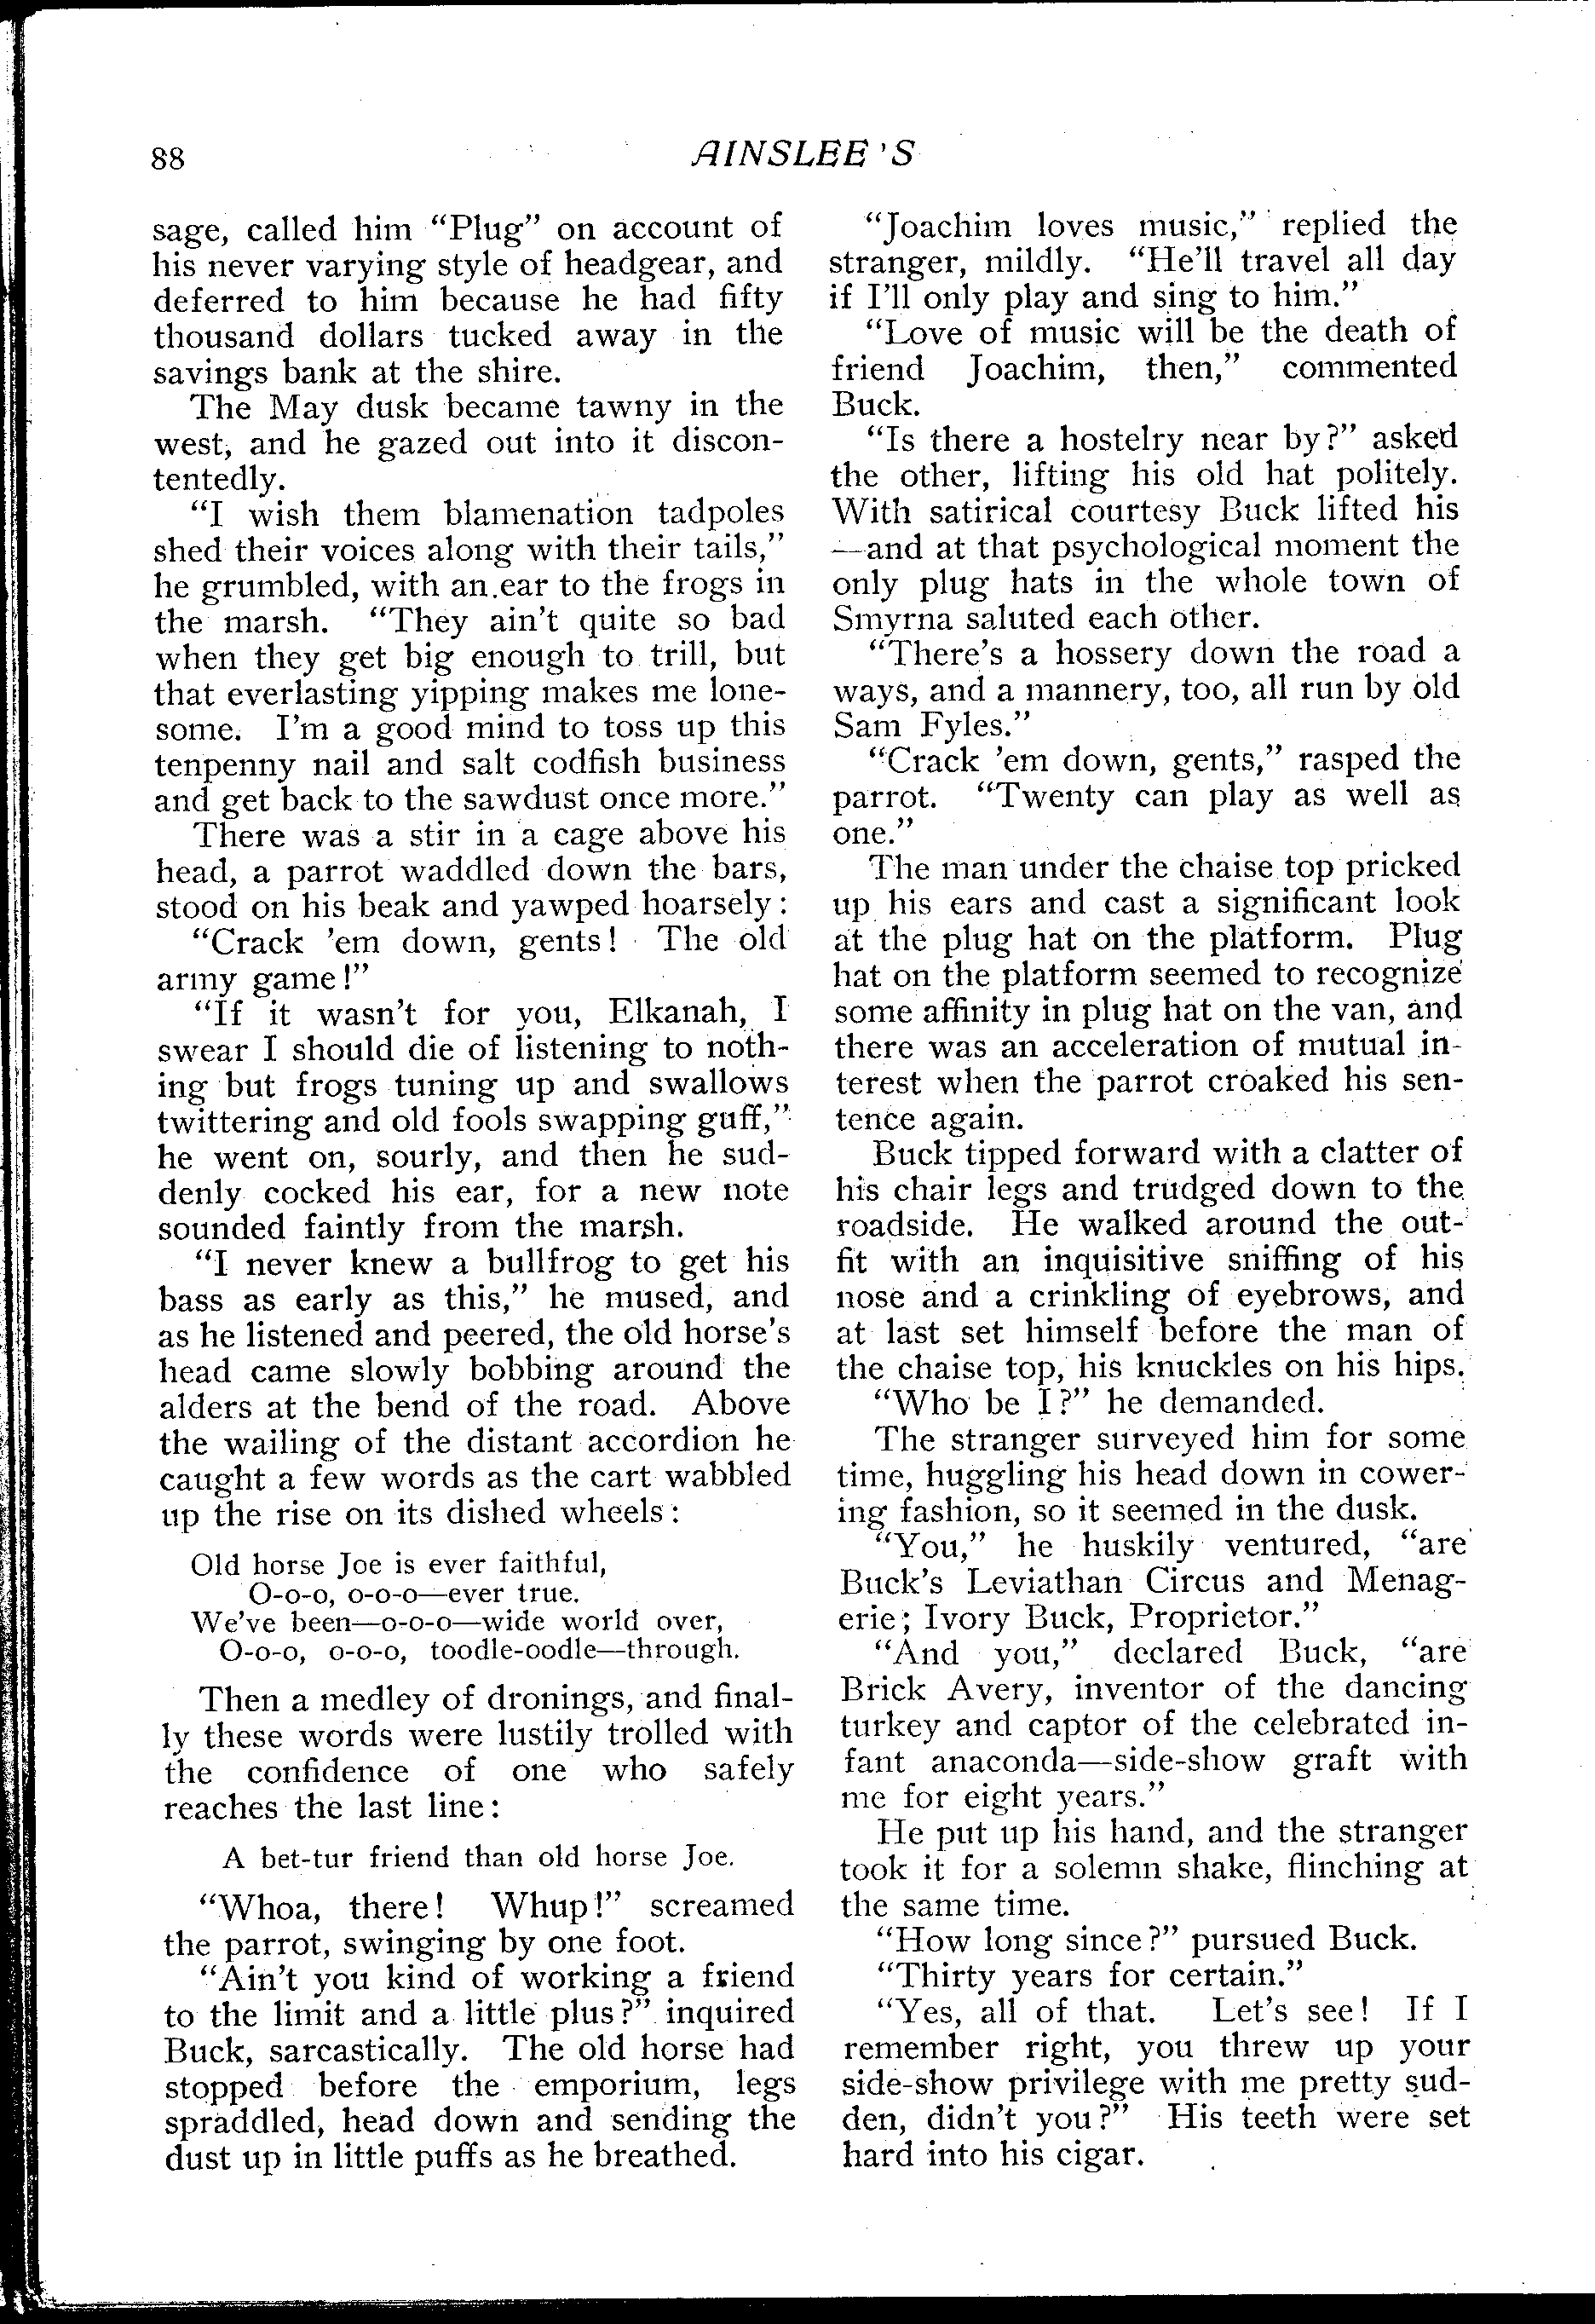 88
AINSLEE'S
sage, called him "Plug" on account of
his never varying style of headgear, and
deferred to him because he had fifty
thousand dollars tucked away in the
savings bank at the shire.
The May dusk became tawny in the
west, and he gazed out into it discon-
tentedly.
"I wish them blamenation tadpoles
shed their voices along with their tails,"
he grumbled, with an ear to the frogs in
the marsh. "They ain't quite so bad
when they get big enough to trill, but
that everlasting yipping makes me lone-
some. I'm a good mind to toss up this
tenpenny nail and salt codfish business
and get back to the sawdust once more."
There was a stir in a cage above his
head, a parrot waddled down the bars,
stood on his beak and yawped hoarsely:
"Crack 'em down, gents! The old
army game!"
"If it wasn't for you, Elkanah, I
swear I should die of listening to noth-
ing but frogs tuning up and swallows
twittering and old fools swapping guff,"
he went on, sourly, and then he sud-
denly cocked his ear, for a new note
sounded faintly from the marsh.
"I never knew a bullfrog to get his
bass as early as this," he mused, and
as he listened and peered, the old horse's
head came slowly bobbing around the
alders at the bend of the road. Above
the wailing of the distant accordion he
caught a few words as the cart wabbled
up the rise on its dished wheels:
Old horse Joe is ever faithful,
O-o-o, o-o-o—ever true.
We've been—o-o-o—wide world over,
O-o-o, o-o-o, toodle-oodle—through.
Then a medley of dronings, and final-
ly these words were lustily trolled with
the confidence of one who safely
reaches the last line:
A bet-tur friend than old horse Joe.
"Whoa, there! Whup!" screamed
the parrot, swinging by one foot.
"Ain't you kind of working a friend
to the limit and a little plus?" inquired
Buck, sarcastically. The old horse had
stopped before the emporium, legs
spraddled, head down and sending the
dust up in little puffs as he breathed.
"Joachim loves music," replied the
stranger, mildly. "He'll travel all day
if I'll only play and sing to him."
"Love of music will be the death of
friend Joachim, then," commented
Buck.
"Is there a hostelry near by?" asked
the other, lifting his old hat politely.
With satirical courtesy Buck lifted his
—and at that psychological moment the
only plug hats in the whole town of
Smyrna saluted each other.
"There's a hossery down the road a
ways, and a mannery, too, all run by old
Sam Fyles."
"Crack 'em down, gents," rasped the
parrot. "Twenty can play as well as
one."
The man under the chaise top pricked
up his ears and cast a significant look
at the plug hat on the platform. Plug
hat on the platform seemed to recognize
some affinity in plug hat on the van, and
there was an acceleration of mutual in-
terest when the parrot croaked his sen-
tence again.
Buck tipped forward with a clatter of
his chair legs and trudged down to the
roadside. He walked around the out-
fit with an inquisitive sniffing of his
nose and a crinkling of eyebrows, and
at last set himself before the man of
the chaise top, his knuckles on his hips.
"Who be I?" he demanded.
The stranger surveyed him for some
time, huggling his head down in cower-
ing fashion, so it seemed in the dusk.
"You," he huskily ventured, "are
Buck's Leviathan Circus and Menag-
erie; Ivory Buck, Proprietor."
"And you," declared Buck, "are
Brick Avery, inventor of the dancing
turkey and captor of the celebrated in-
fant anaconda—side-show graft with
me for eight years."
He put up his hand, and the stranger
took it for a solemn shake, flinching at
the same time.
"How long since?" pursued Buck.
"Thirty years for certain."
"Yes, all of that. Let's see! If I
remember right, you threw up your
side-show privilege with me pretty sud-
den, didn't you?" His teeth were set
hard into his cigar.